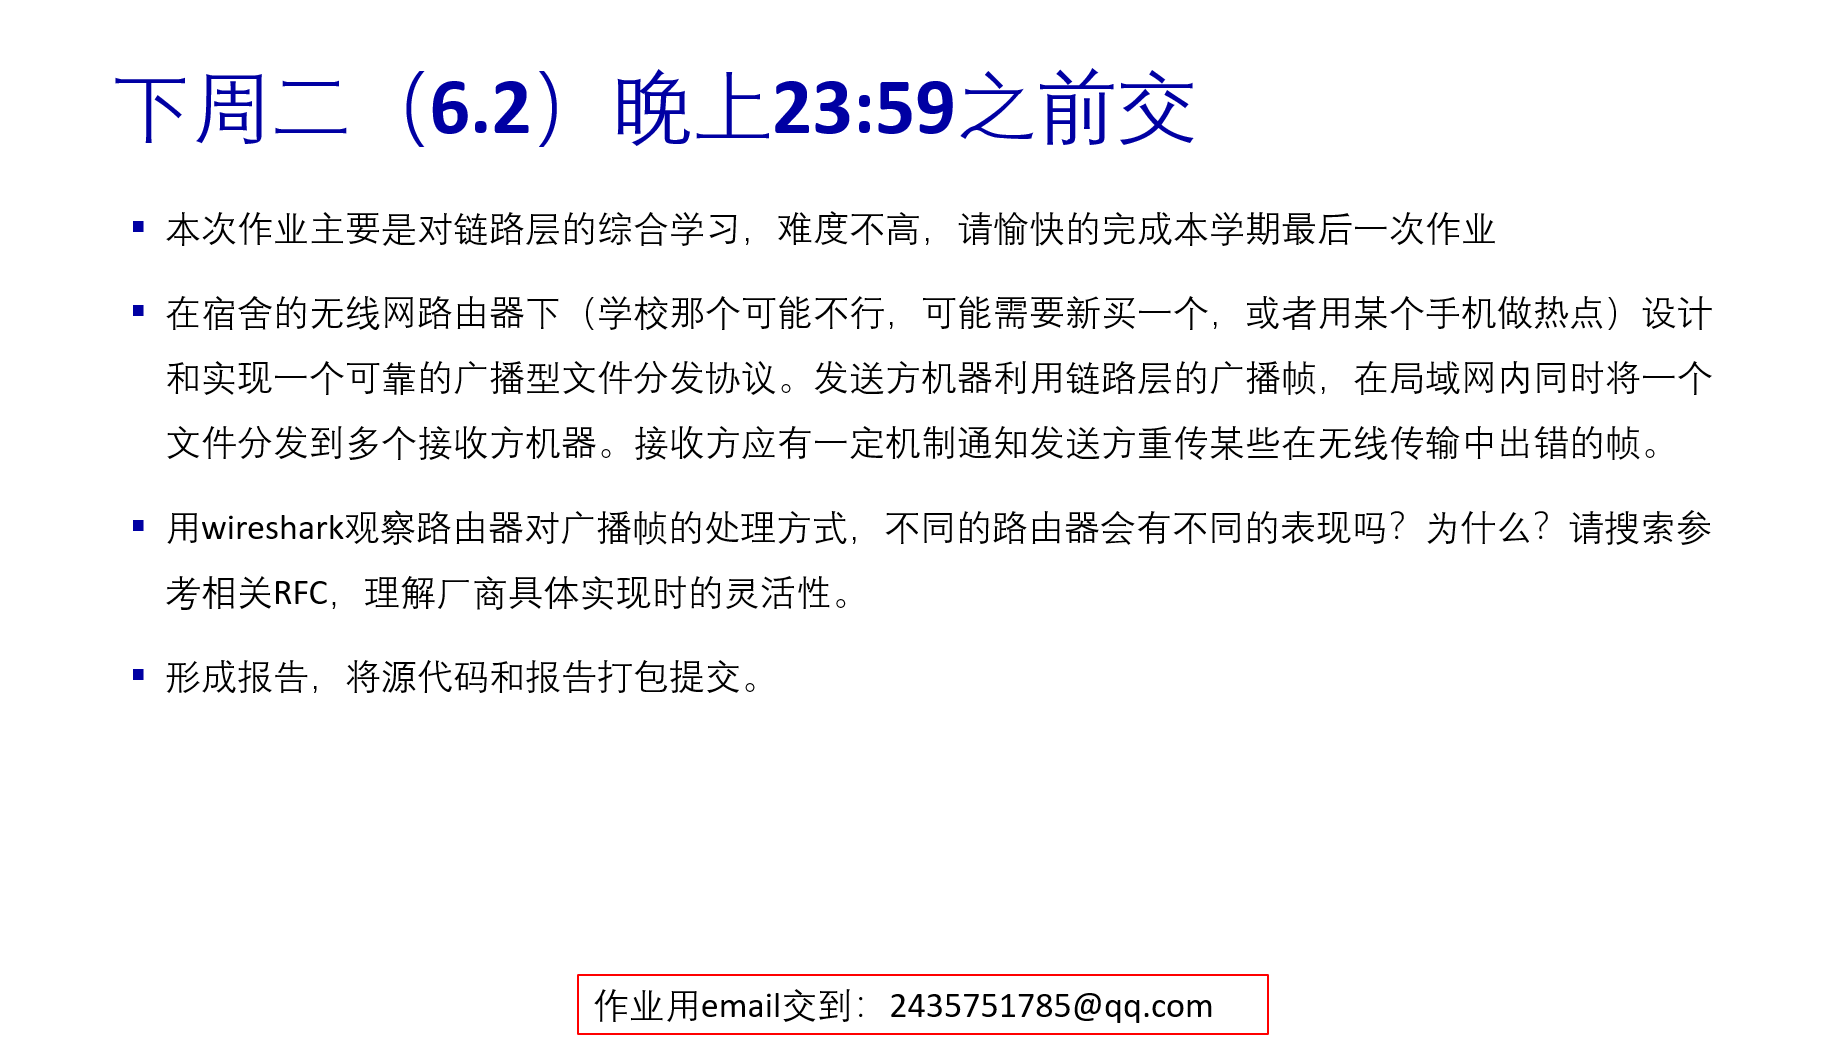 下周二（6.2）晚上23:59之前交
▪ 本次作业主要是对链路层的综合学习，难度不高，请愉快的完成本学期最后一次作业
▪ 在宿舍的无线网路由器下（学校那个可能不行，可能需要新买一个，或者用某个手机做热点）设计
和实现一个可靠的广播型文件分发协议。发送方机器利用链路层的广播帧，在局域网内同时将一个
文件分发到多个接收方机器。接收方应有一定机制通知发送方重传某些在无线传输中出错的帧。
▪ 用wireshark观察路由器对广播帧的处理方式，不同的路由器会有不同的表现吗？为什么？请搜索参
考相关RFC，理解厂商具体实现时的灵活性。
▪ 形成报告，将源代码和报告打包提交。
作业用email交到：2435751785@qq.com